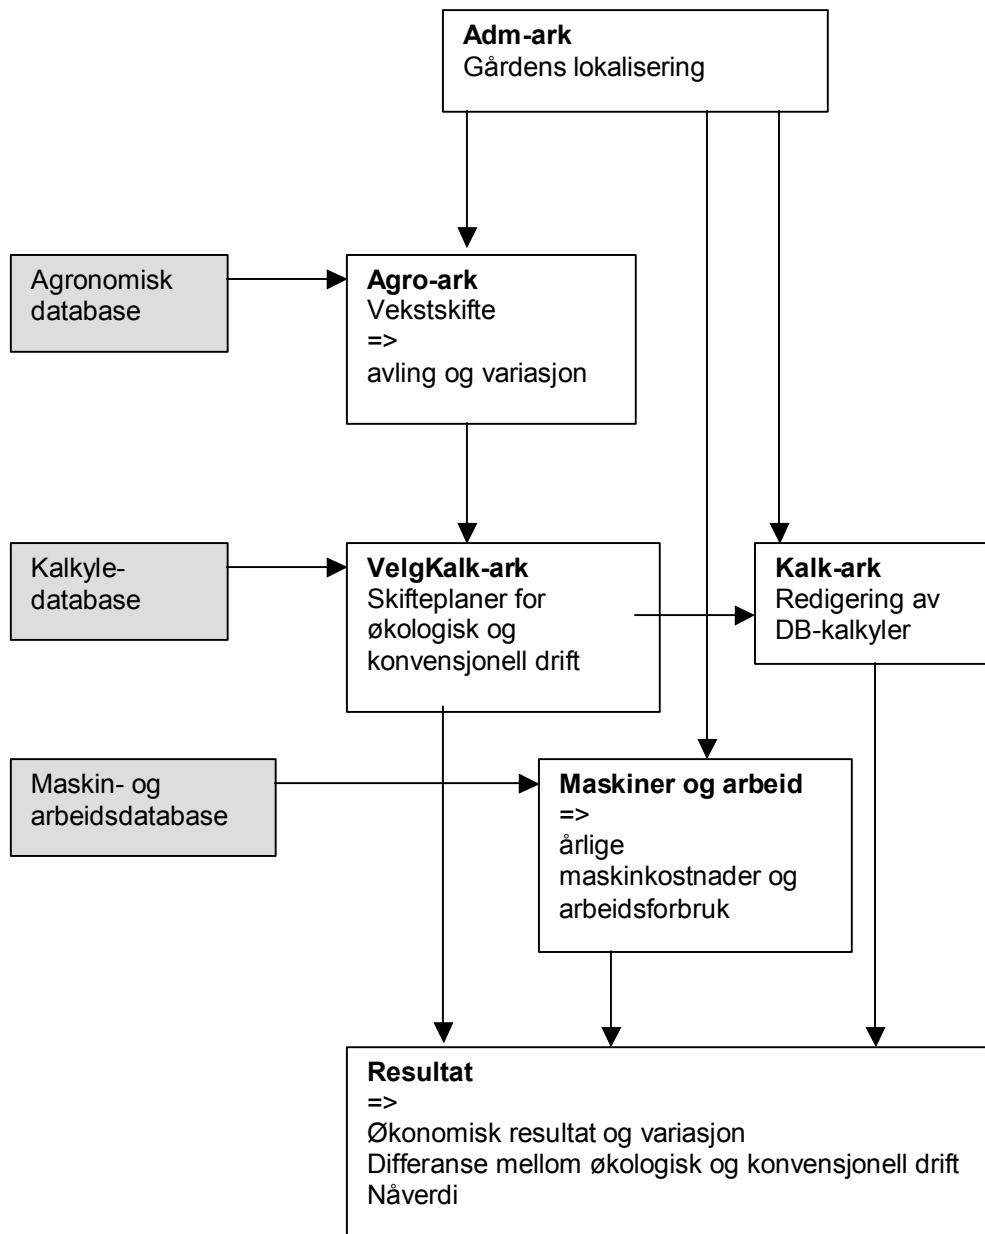 Adm-ark
Gårdens lokalisering
Agronomisk
database
Agro-ark
Vekstskifte
=>
avling og variasjon
Kalkyle-
database
VelgKalk-ark
Skifteplaner for
økologisk og
konvensjonell drift
Kalk-ark
Redigering av
DB-kalkyler
Maskin- og
arbeidsdatabase
Maskiner og arbeid
=>
årlige
maskinkostnader og
arbeidsforbruk
Resultat
=>
Økonomisk resultat og variasjon
Differanse mellom økologisk og konvensjonell drift
Nåverdi